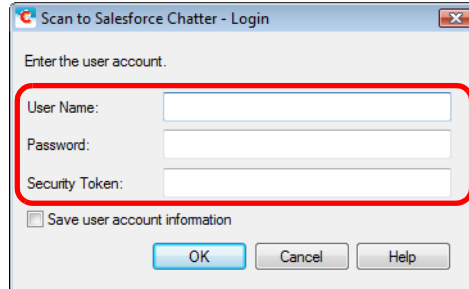 Scan to Salesforce Chatter - Login
Enter the user account.
User Name:
Password:
Security Token:
Save user account information
OK Cancel Help